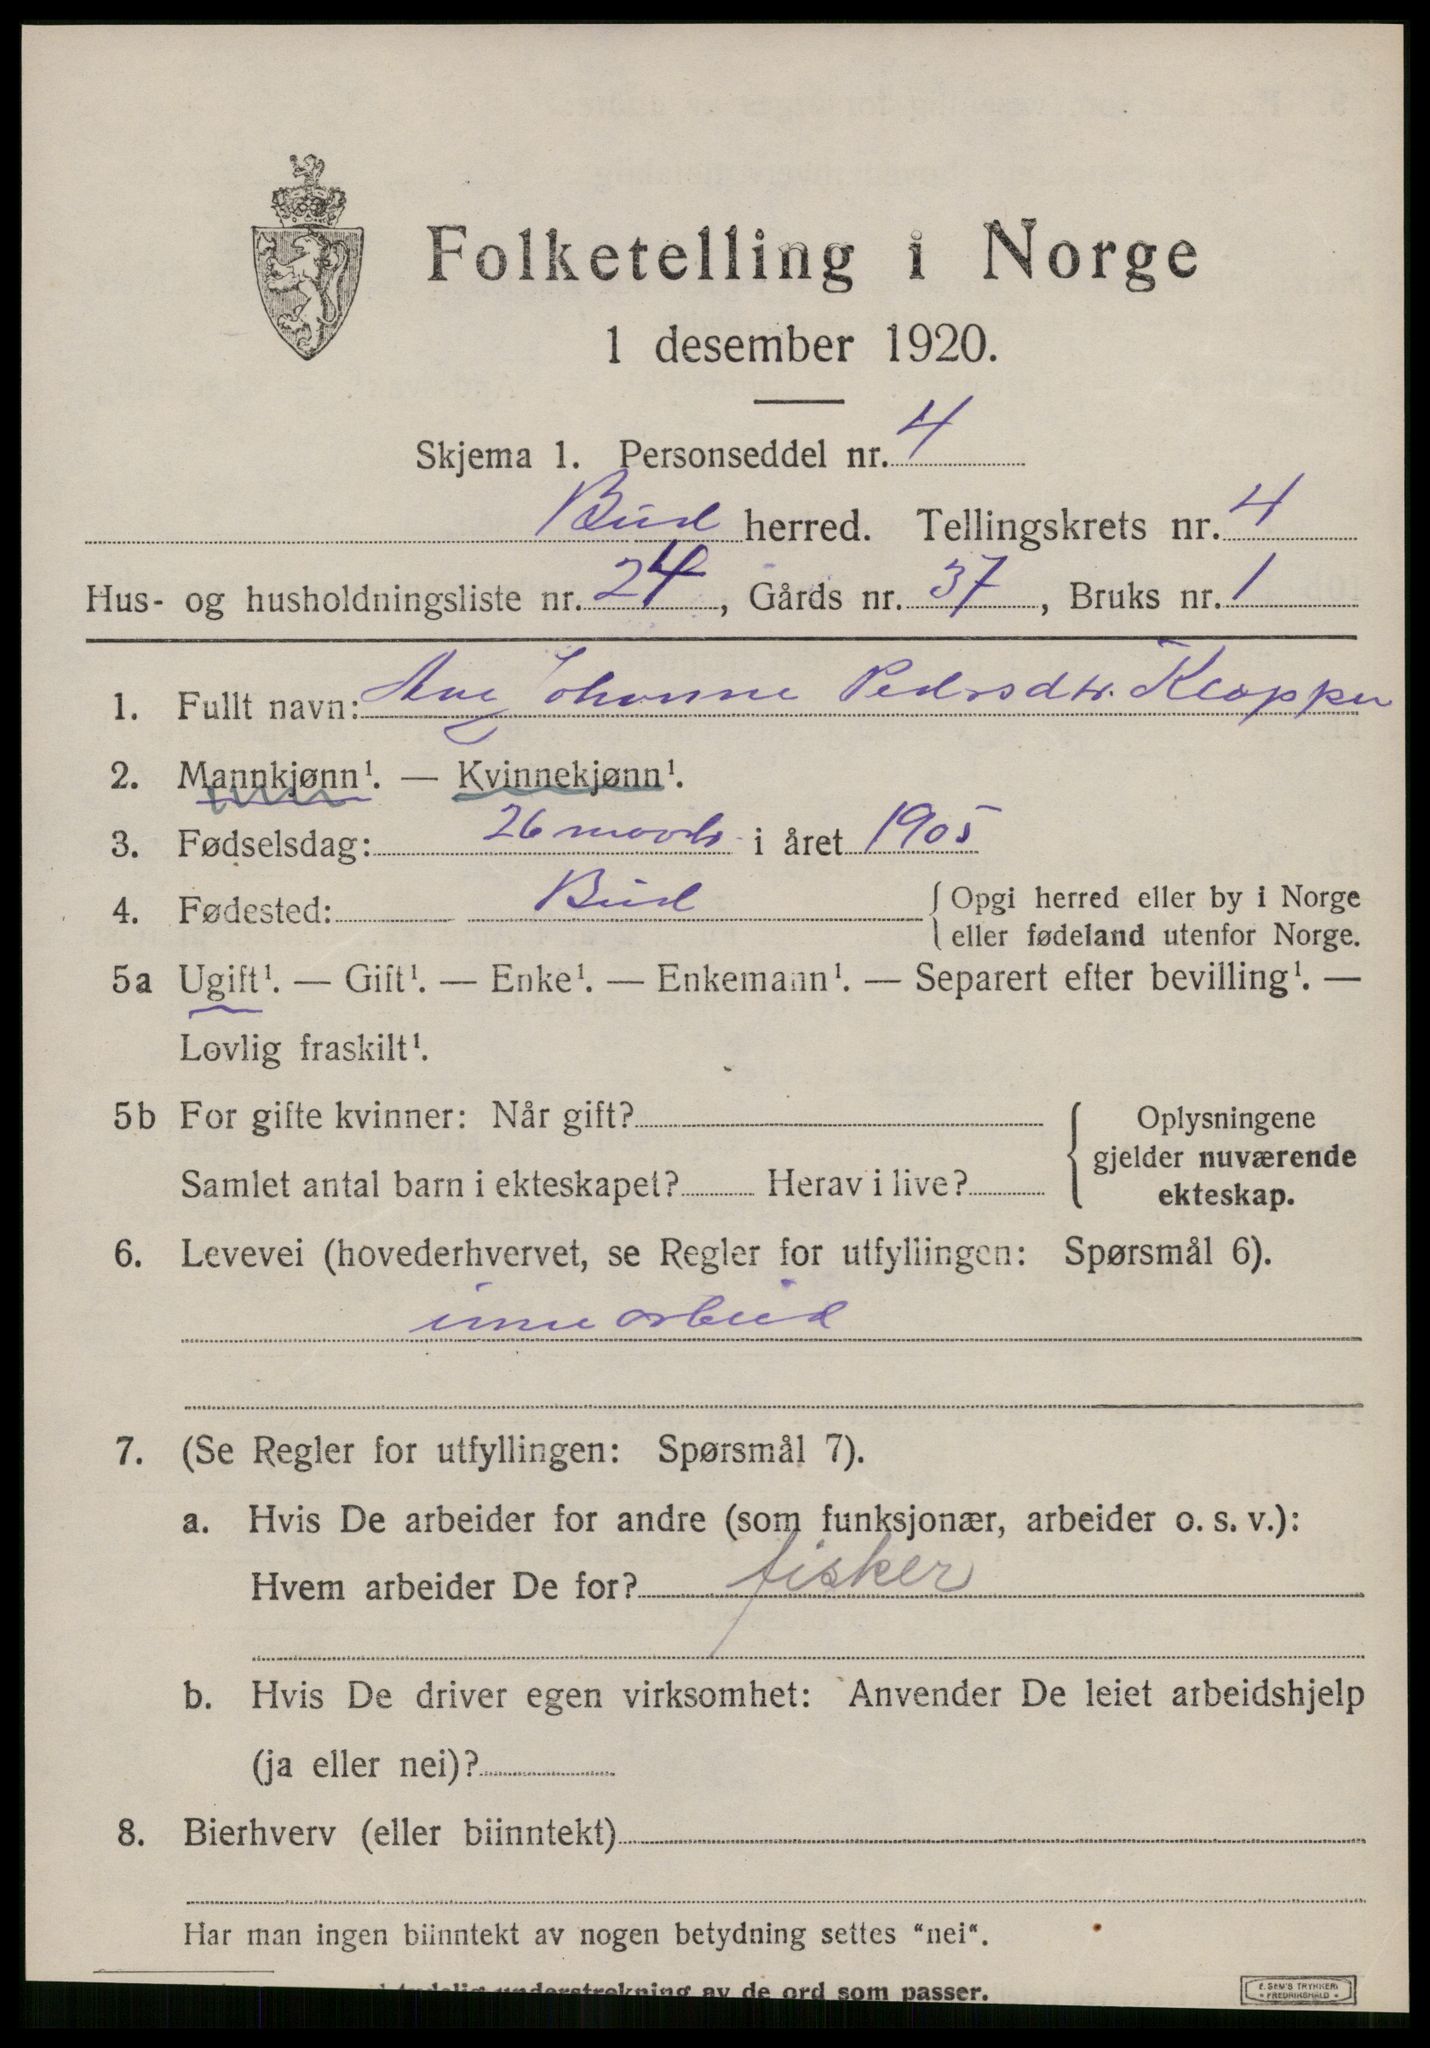 Folketelling i Norge
1 desember 1920.
Skjema 1. Personseddel nr. 4
Bud herred. Tellingskrets nr. 4
Hus- og husholdningsliste nr. 24, Gårds nr. 37, Bruks nr. 1
1. Fullt navn: Ane Johanne Pedersdtr. Klappen
2. Mannkjønn¹. — Kvinnekjønn¹.
3. Fødselsdag: 26 marts i året 1905
4. Fødested: Bud { Opgi herred eller by i Norge
eller fødeland utenfor Norge.
5a Ugift¹. — Gift¹. — Enke¹. — Enkemann¹. — Separert efter bevilling¹. —
Lovlig fraskilt¹.
5b For gifte kvinner: Når gift? { Oplysningene
gjelder nuværende
Samlet antal barn i ekteskapet? Herav i live? ekteskap.
6. Levevei (hovederhvervet, se Regler for utfyllingen: Spørsmål 6).
inne arbeid
7. (Se Regler for utfyllingen: Spørsmål 7).
a. Hvis De arbeider for andre (som funksjonær, arbeider o. s. v.):
Hvem arbeider De for? fisker
b. Hvis De driver egen virksomhet: Anvender De leiet arbeidshjelp
(ja eller nei)?
8. Bierhverv (eller biinntekt)
Har man ingen biinntekt av nogen betydning settes “nei“.
tydelig understrekning av de ord som passer.
E. SEM'S TRYKKERI
FREDRIKSHALD